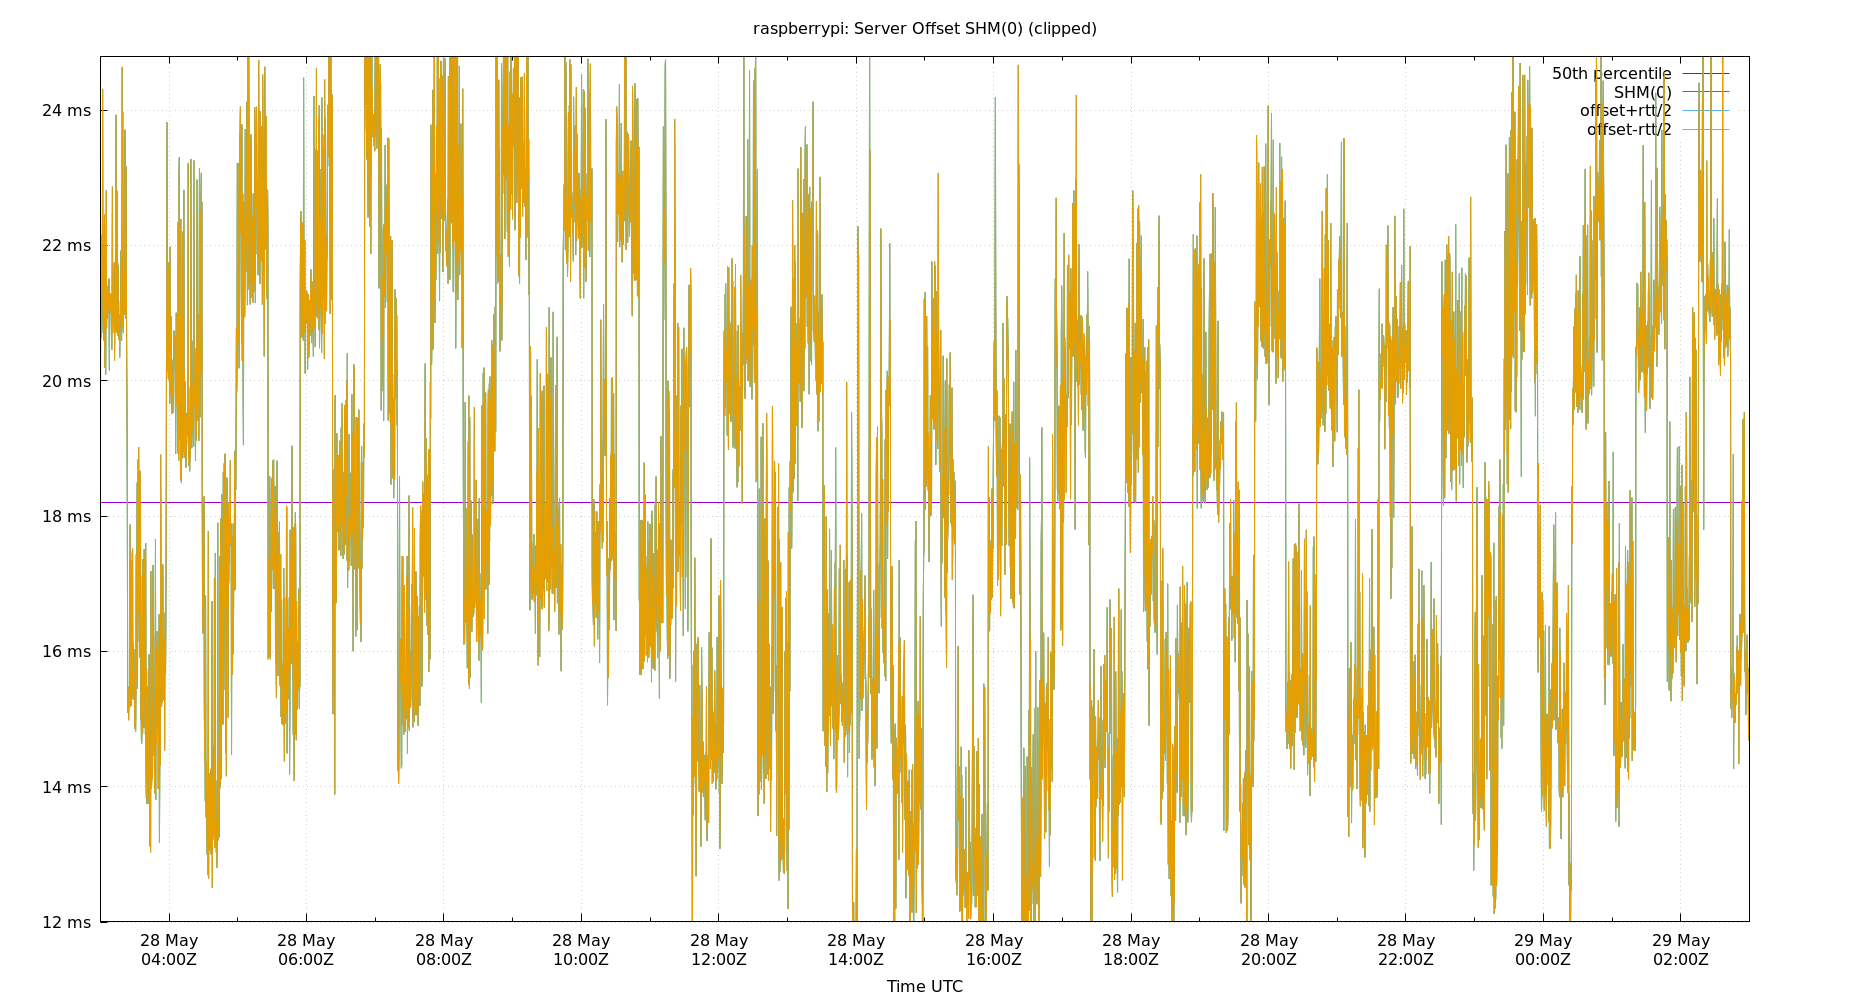 raspberrypi: Server Offset SHM(0) (clipped)
50th percentile
SHM(0)
offset+rtt/2
offset-rtt/2
24 ms
22 ms
20 ms
18 ms
16 ms
14 ms
12 ms
28 May 28 May 28 May 28 May 28 May 28 May 28 May 28 May 28 May 28 May 29 May 29 May
04:00Z 06:00Z 08:00Z 10:00Z 12:00Z 14:00Z 16:00Z 18:00Z 20:00Z 22:00Z 00:00Z 02:00Z
Time UTC